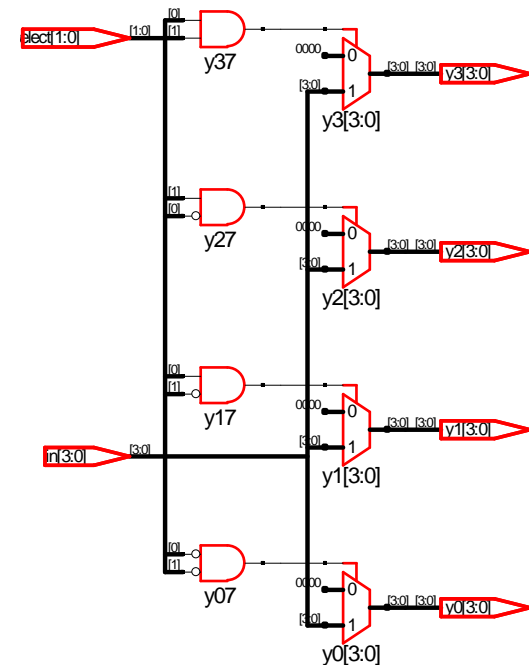 [0]
elect[1:0] [1:0] [1]
0000 0
y37
[3:0] [3:0] y3[3:0]
[3:0] 1
y3[3:0]
[1]
[0]
0000 0
y27
[3:0] [3:0] y2[3:0]
[3:0] 1
y2[3:0]
[0]
[1]
0000 0
y17
[3:0] [3:0] y1[3:0]
in[3:0] [3:0]
[3:0] 1
y1[3:0]
[0]
[1]
0000 0
y07
[3:0] [3:0] y0[3:0]
[3:0] 1
y0[3:0]